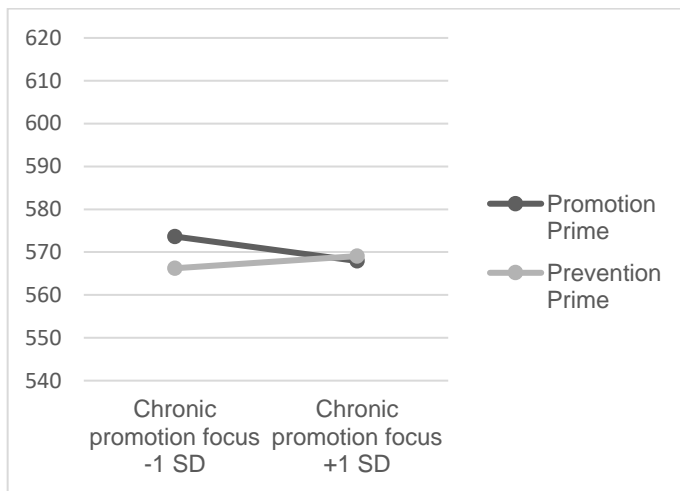 620
610
600
590
580
570
560
550
540
Chronic
promotion focus
-1 SD
Chronic
promotion focus
+1 SD
Promotion
Prime
Prevention
Prime